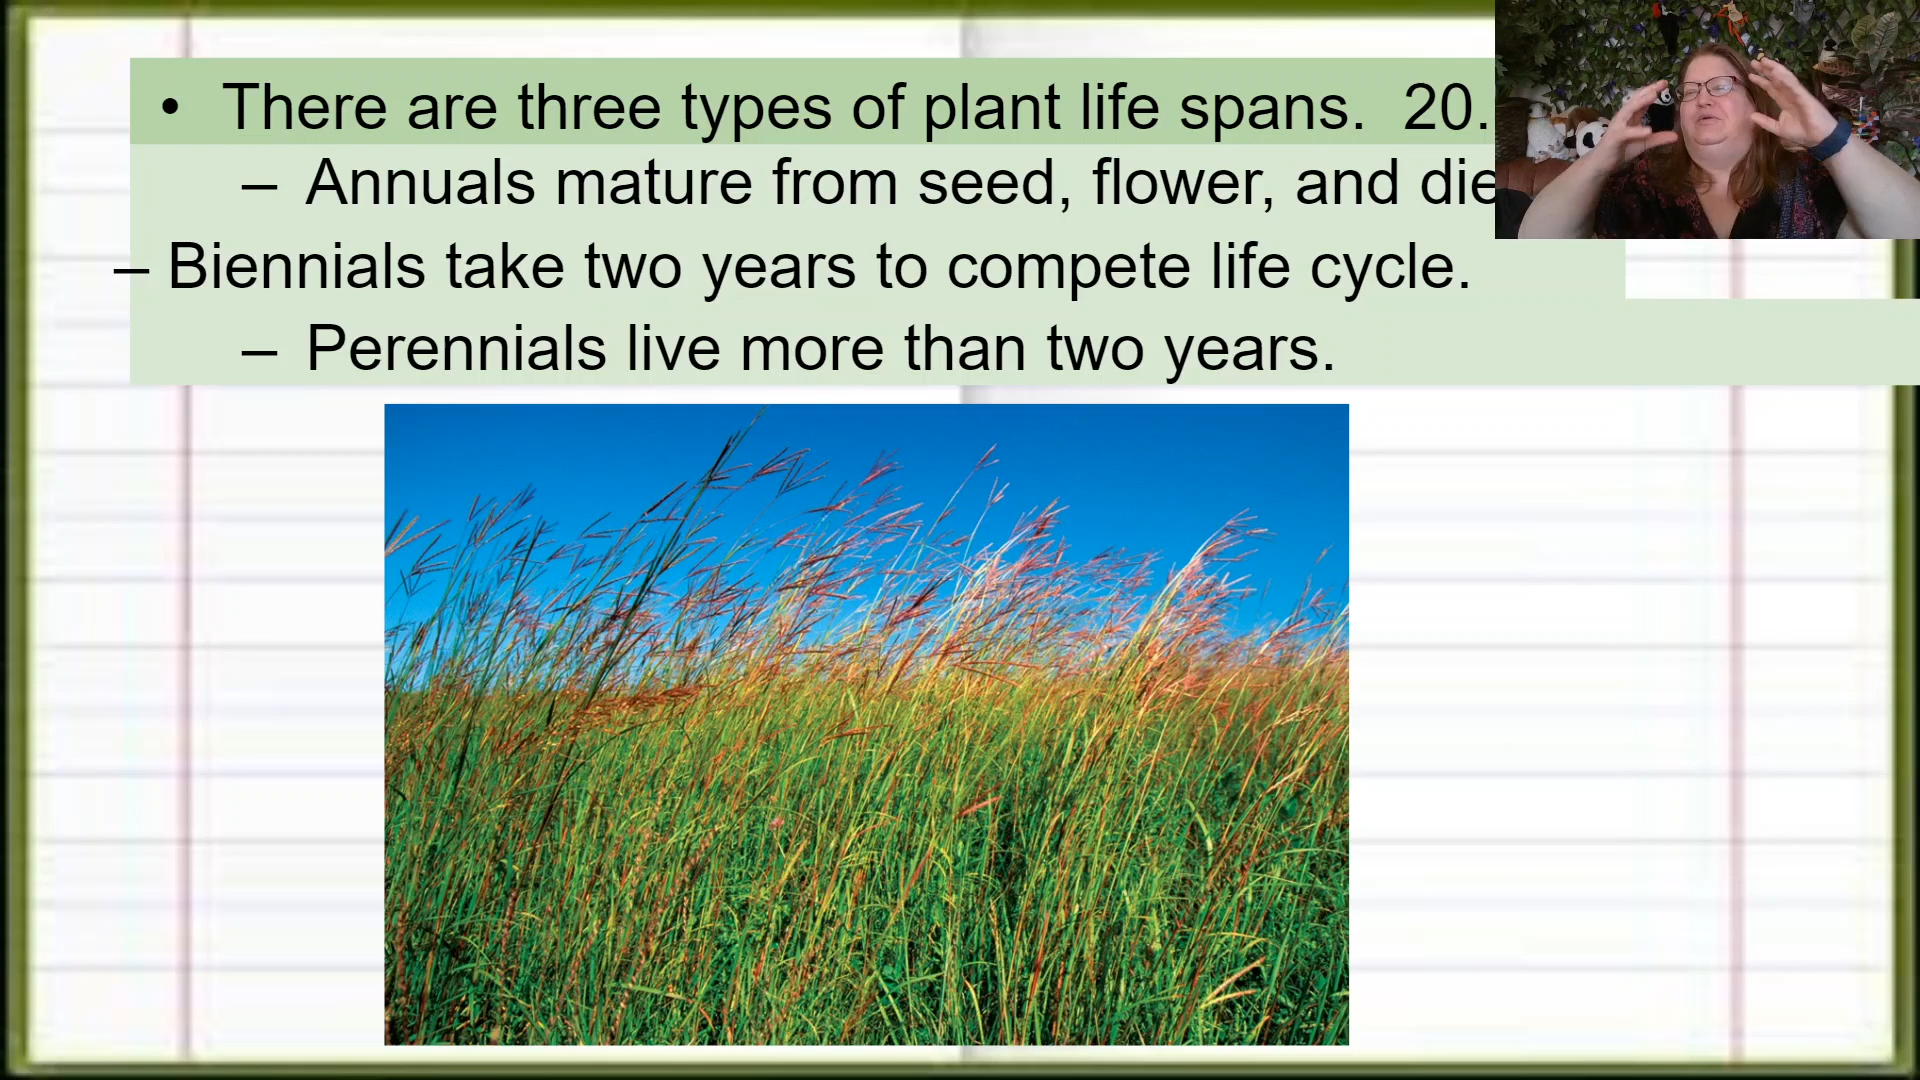 • There are three types of plant life spans. 20.
– Annuals mature from seed, flower, and die
– Biennials take two years to compete life cycle.
– Perennials live more than two years.